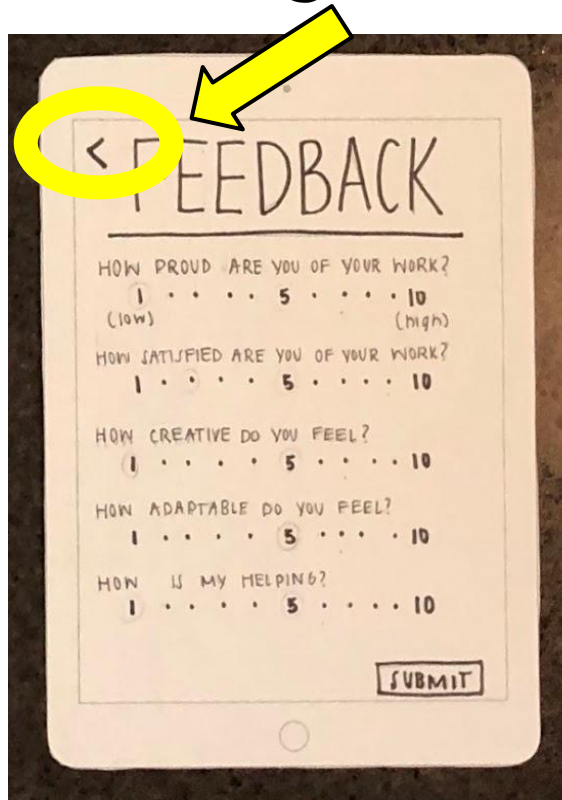 < FEEDBACK
HOW PROUD ARE YOU OF YOUR WORK?
1 • • • • 5 • • • • 10
(low) (high)
HOW SATISFIED ARE YOU OF YOUR WORK?
1 • • • • 5 • • • • 10
HOW CREATIVE DO YOU FEEL?
1 • • • • 5 • • • • 10
HOW ADAPTABLE DO YOU FEEL?
1 • • • • 5 • • • • 10
HOW IS MY HELPING?
1 • • • • 5 • • • • 10
SUBMIT